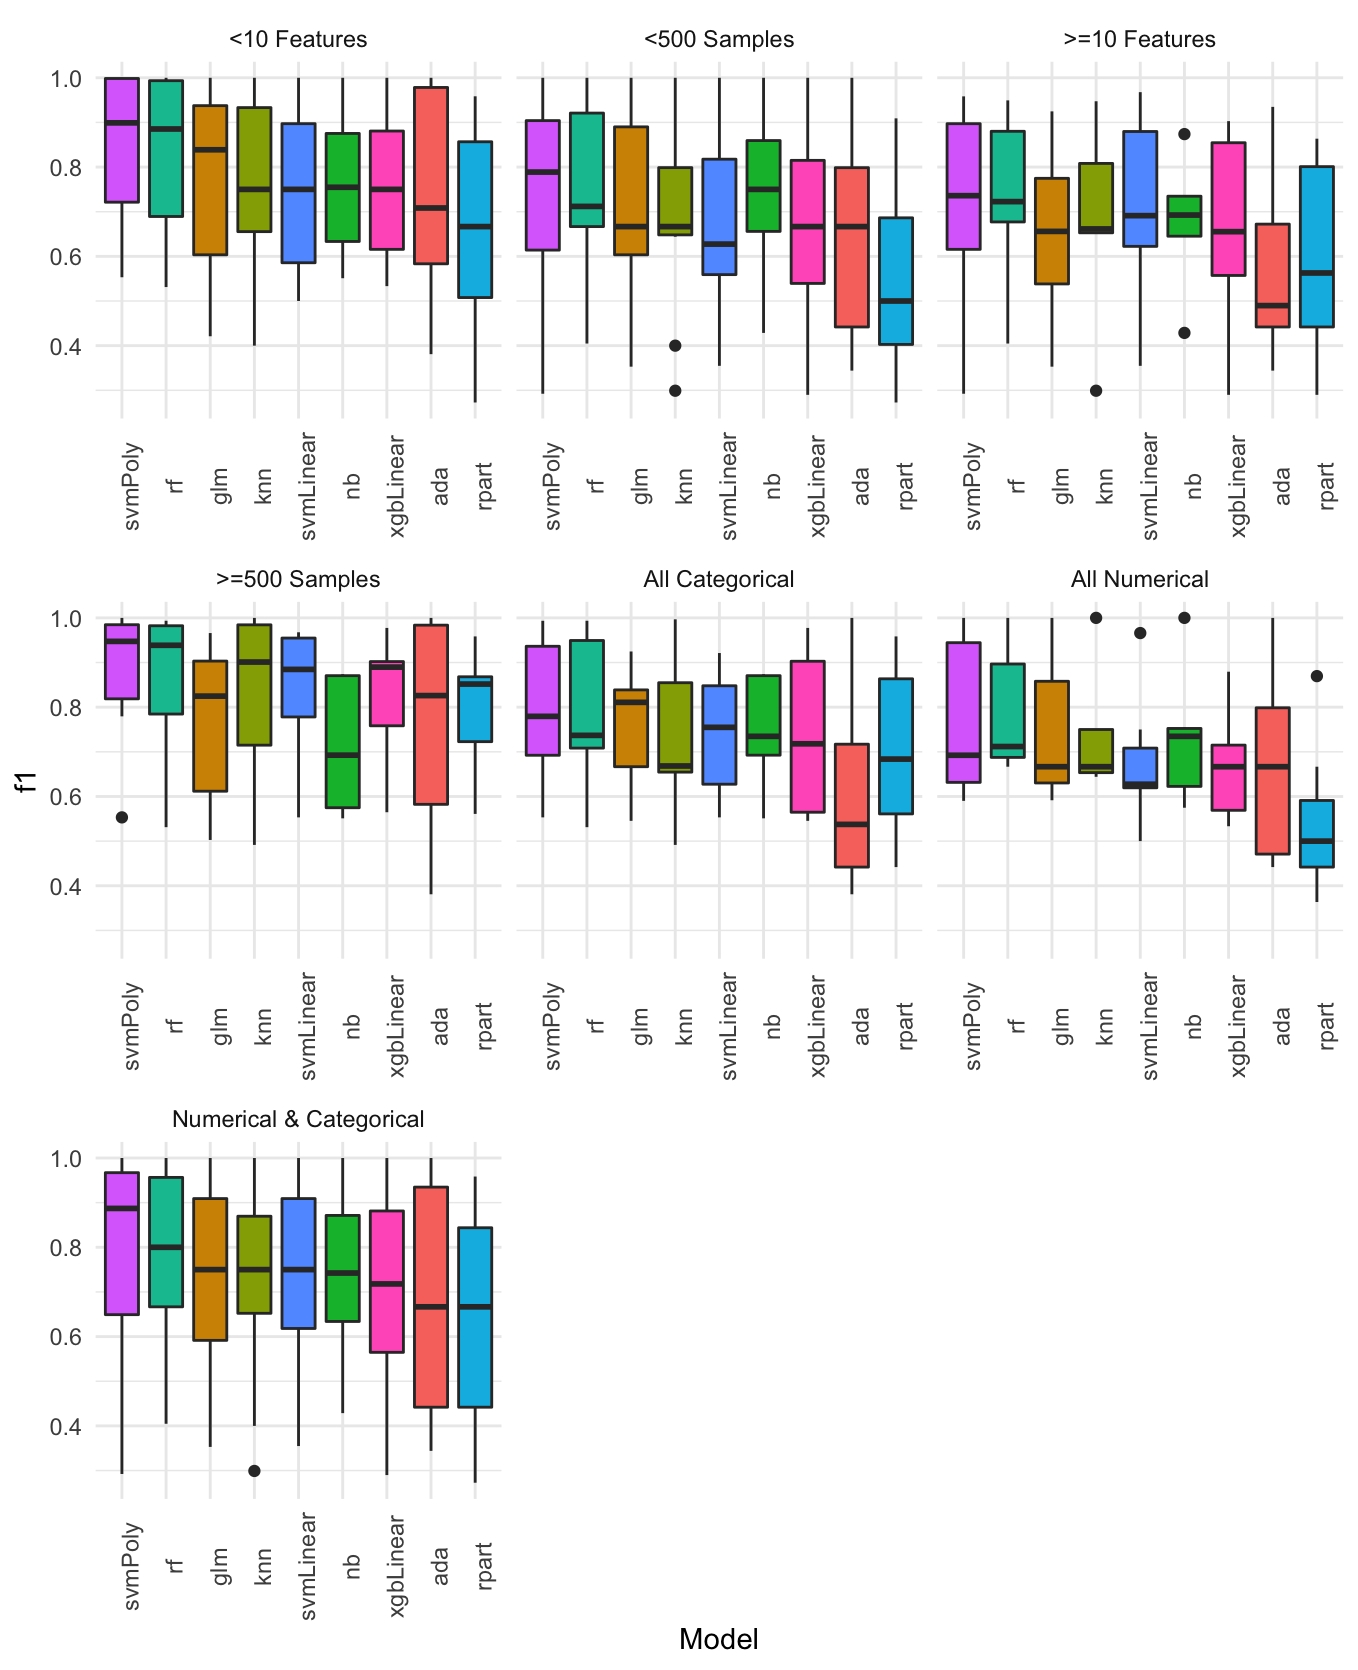 <10 Features
<500 Samples
>=10 Features
1.0
0.8
0.6
0.4
svmPoly
rf
glm
knn
svmLinear
nb
xgbLinear
ada
rpart
svmPoly
rf
glm
knn
svmLinear
nb
xgbLinear
ada
rpart
svmPoly
rf
glm
knn
svmLinear
nb
xgbLinear
ada
rpart
>=500 Samples
All Categorical
All Numerical
1.0
0.8
0.6
0.4
f1
svmPoly
rf
glm
knn
svmLinear
nb
xgbLinear
ada
rpart
svmPoly
rf
glm
knn
svmLinear
nb
xgbLinear
ada
rpart
svmPoly
rf
glm
knn
svmLinear
nb
xgbLinear
ada
rpart
Numerical & Categorical
1.0
0.8
0.6
0.4
svmPoly
rf
glm
knn
svmLinear
nb
xgbLinear
ada
rpart
Model